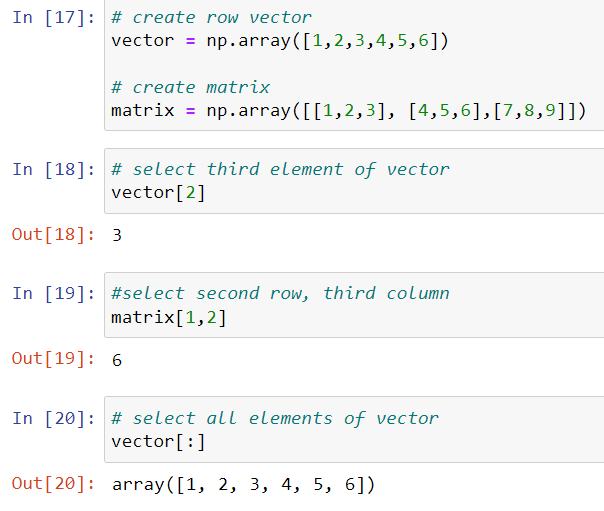 In [17]: # create row vector
vector = np.array([1,2,3,4,5,6])
# create matrix
matrix = np.array([[1,2,3], [4,5,6],[7,8,9]])
In [18]: # select third element of vector
vector[2]
Out[18]: 3
In [19]: #select second row, third column
matrix[1,2]
Out[19]: 6
In [20]: # select all elements of vector
vector[:]
Out[20]: array([1, 2, 3, 4, 5, 6])